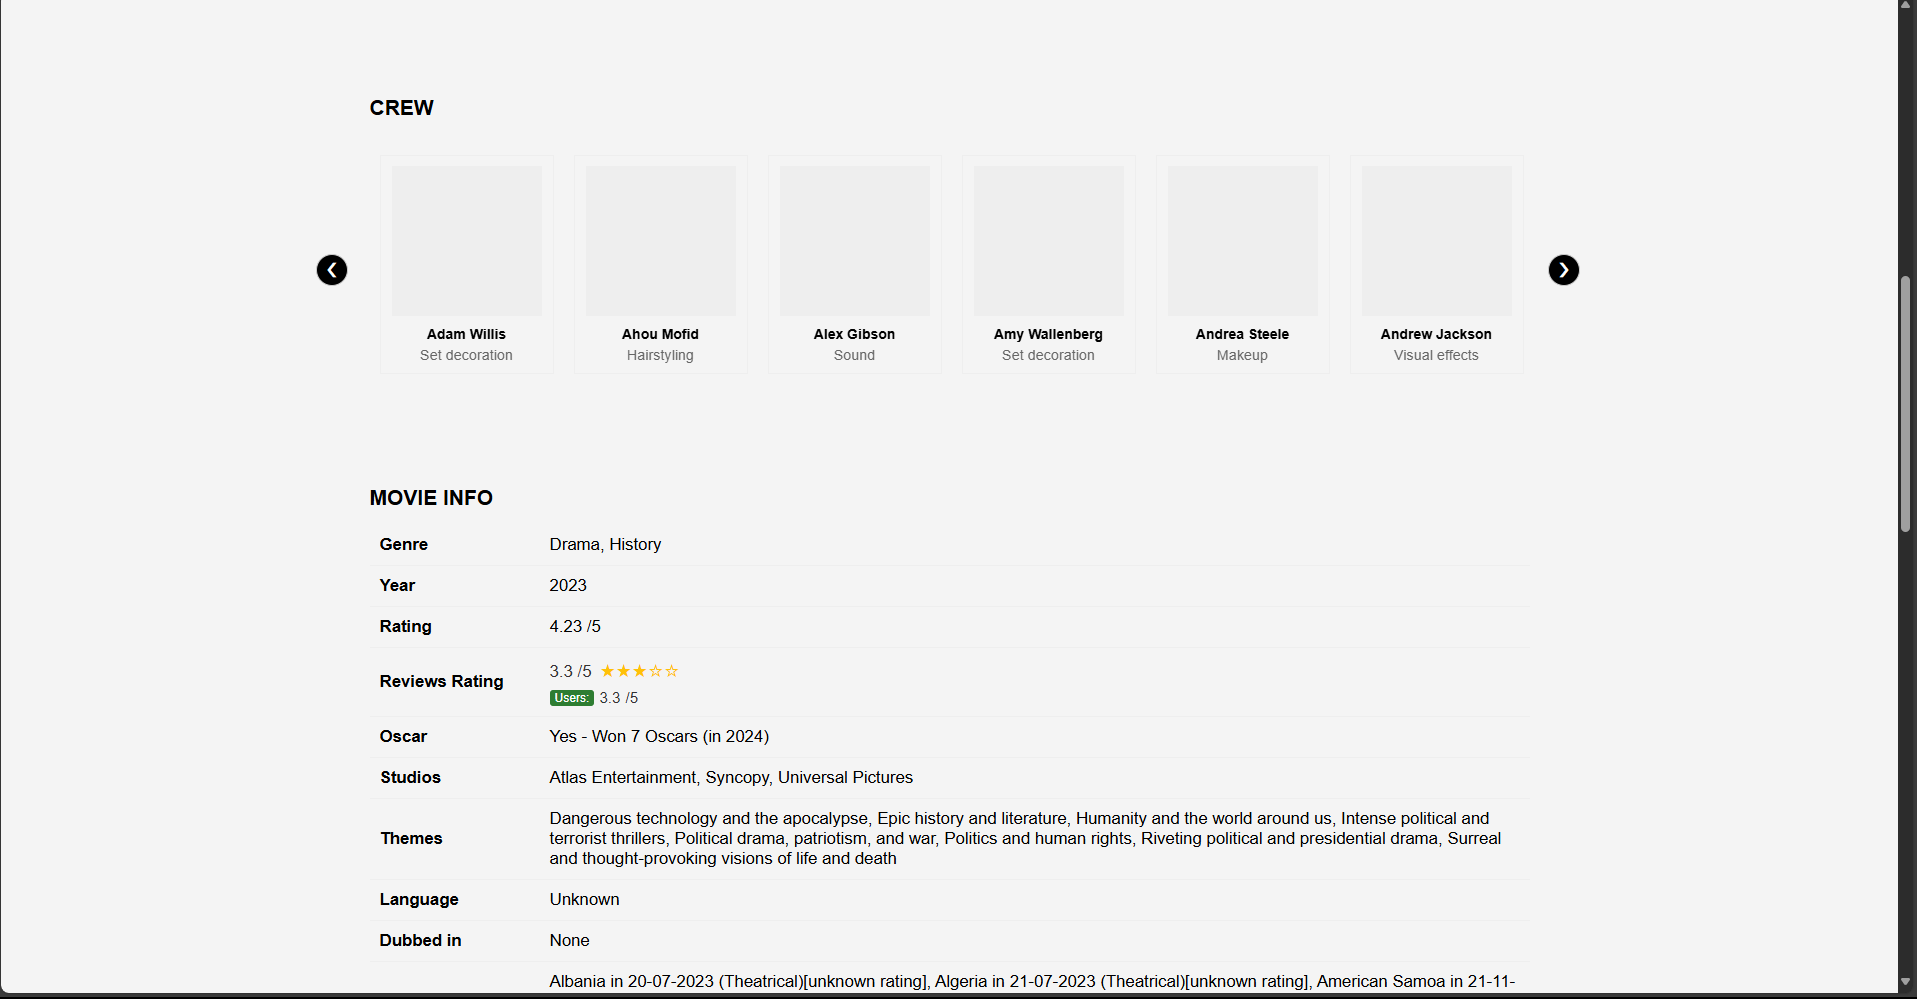 CREW
Adam Willis
Set decoration
Ahou Mofid
Hairstyling
Alex Gibson
Sound
Amy Wallenberg
Set decoration
Andrea Steele
Makeup
Andrew Jackson
Visual effects
MOVIE INFO
Genre Drama, History
Year 2023
Rating 4.23 /5
Reviews Rating 3.3 /5 ★★★☆☆
Users: 3.3 /5
Oscar Yes - Won 7 Oscars (in 2024)
Studios Atlas Entertainment, Syncopy, Universal Pictures
Themes Dangerous technology and the apocalypse, Epic history and literature, Humanity and the world around us, Intense political and
terrorist thrillers, Political drama, patriotism, and war, Politics and human rights, Riveting political and presidential drama, Surreal
and thought-provoking visions of life and death
Language Unknown
Dubbed in None
Albania in 20-07-2023 (Theatrical)[unknown rating], Algeria in 21-07-2023 (Theatrical)[unknown rating], American Samoa in 21-11-